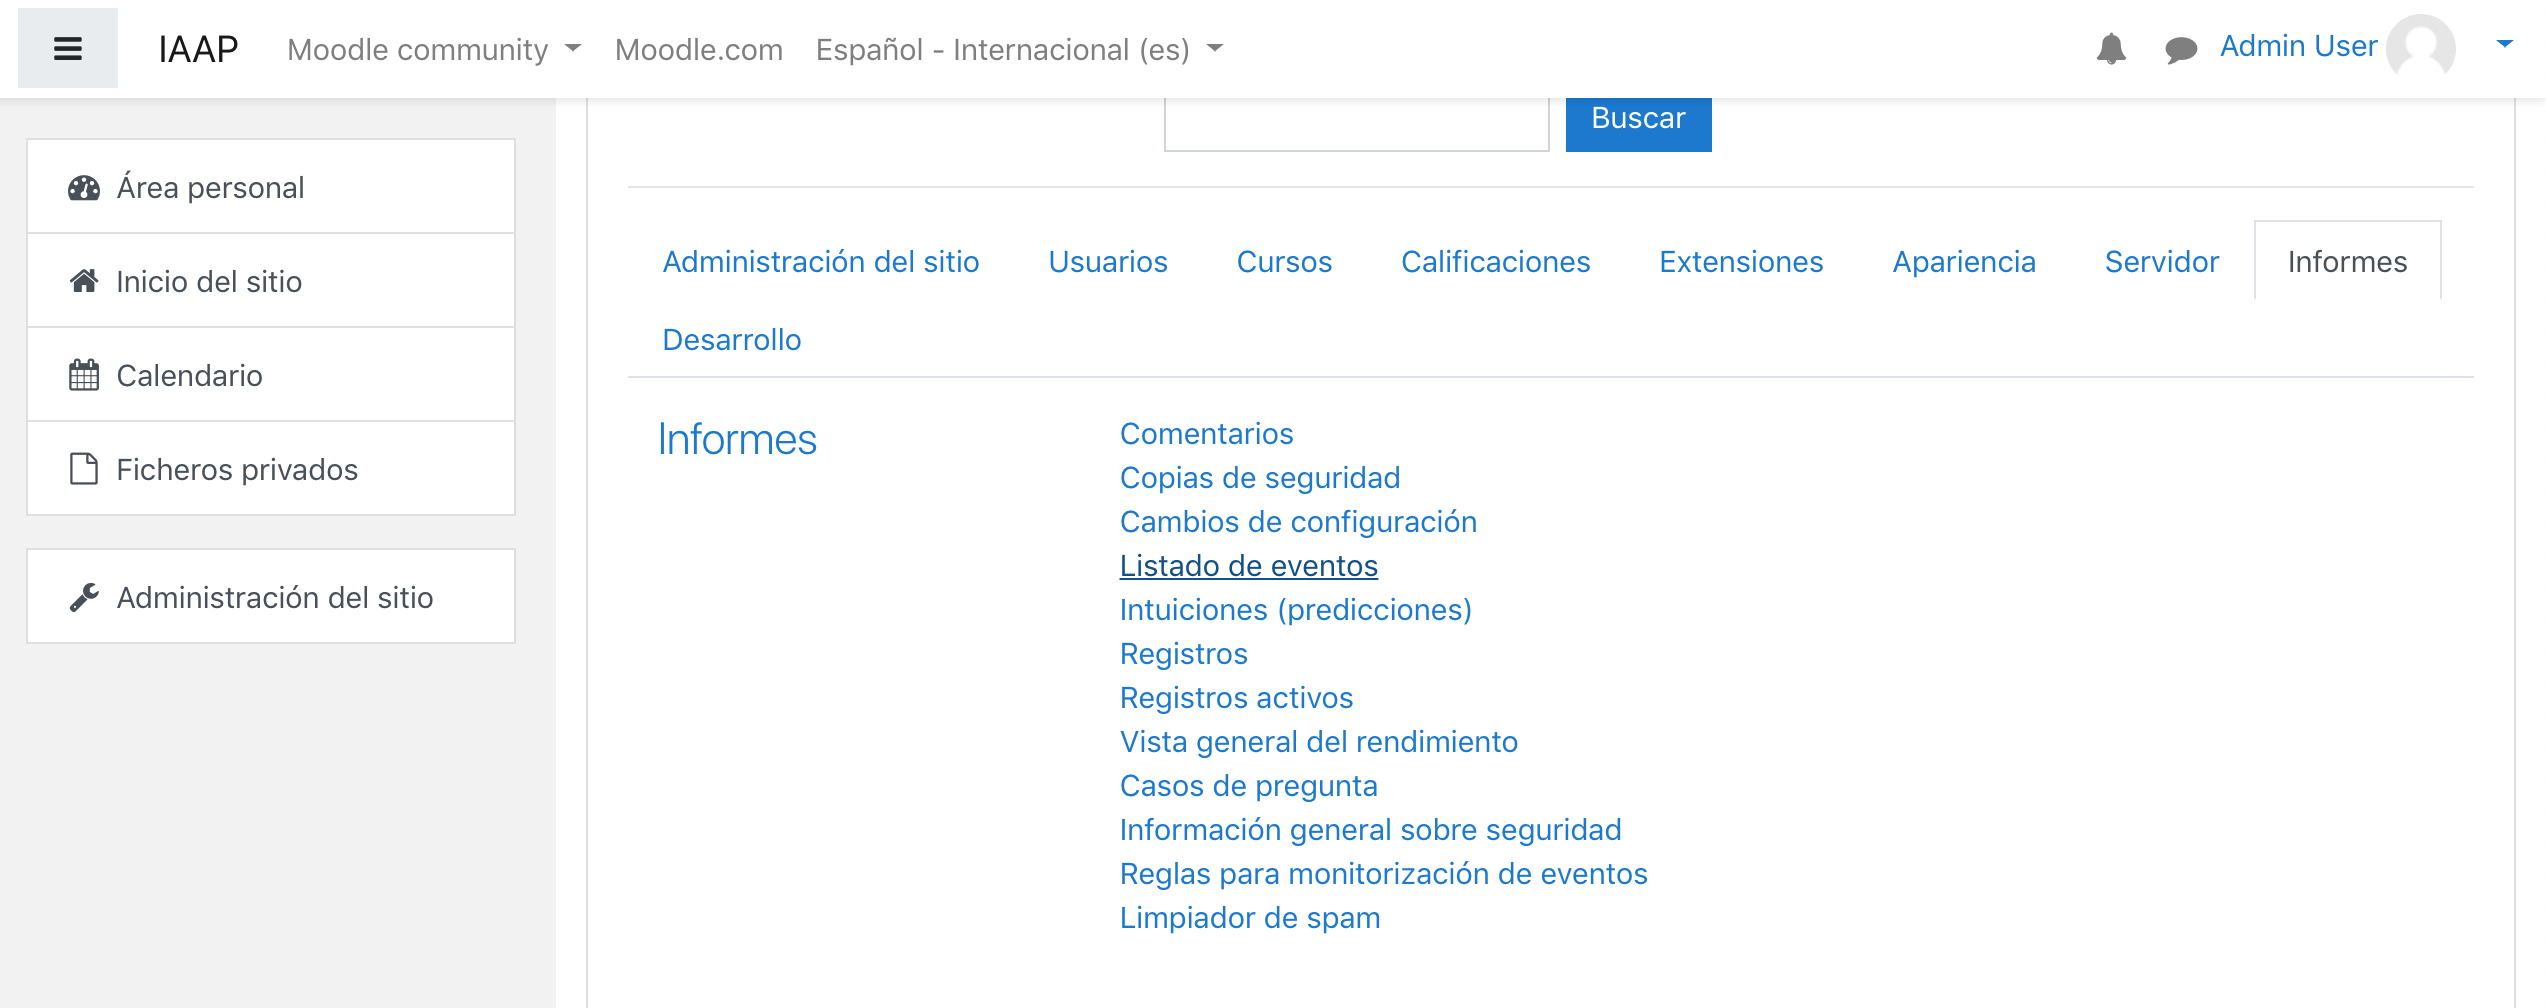 IAAP Moodle community Moodle.com Español - Internacional (es) Admin User
Buscar
Área personal
Inicio del sitio
Calendario
Ficheros privados
Administración del sitio
Administración del sitio Usuarios Cursos Calificaciones Extensiones Apariencia Servidor Informes
Desarrollo
Informes
Comentarios
Copias de seguridad
Cambios de configuración
Listado de eventos
Intuiciones (predicciones)
Registros
Registros activos
Vista general del rendimiento
Casos de pregunta
Información general sobre seguridad
Reglas para monitorización de eventos
Limpiador de spam